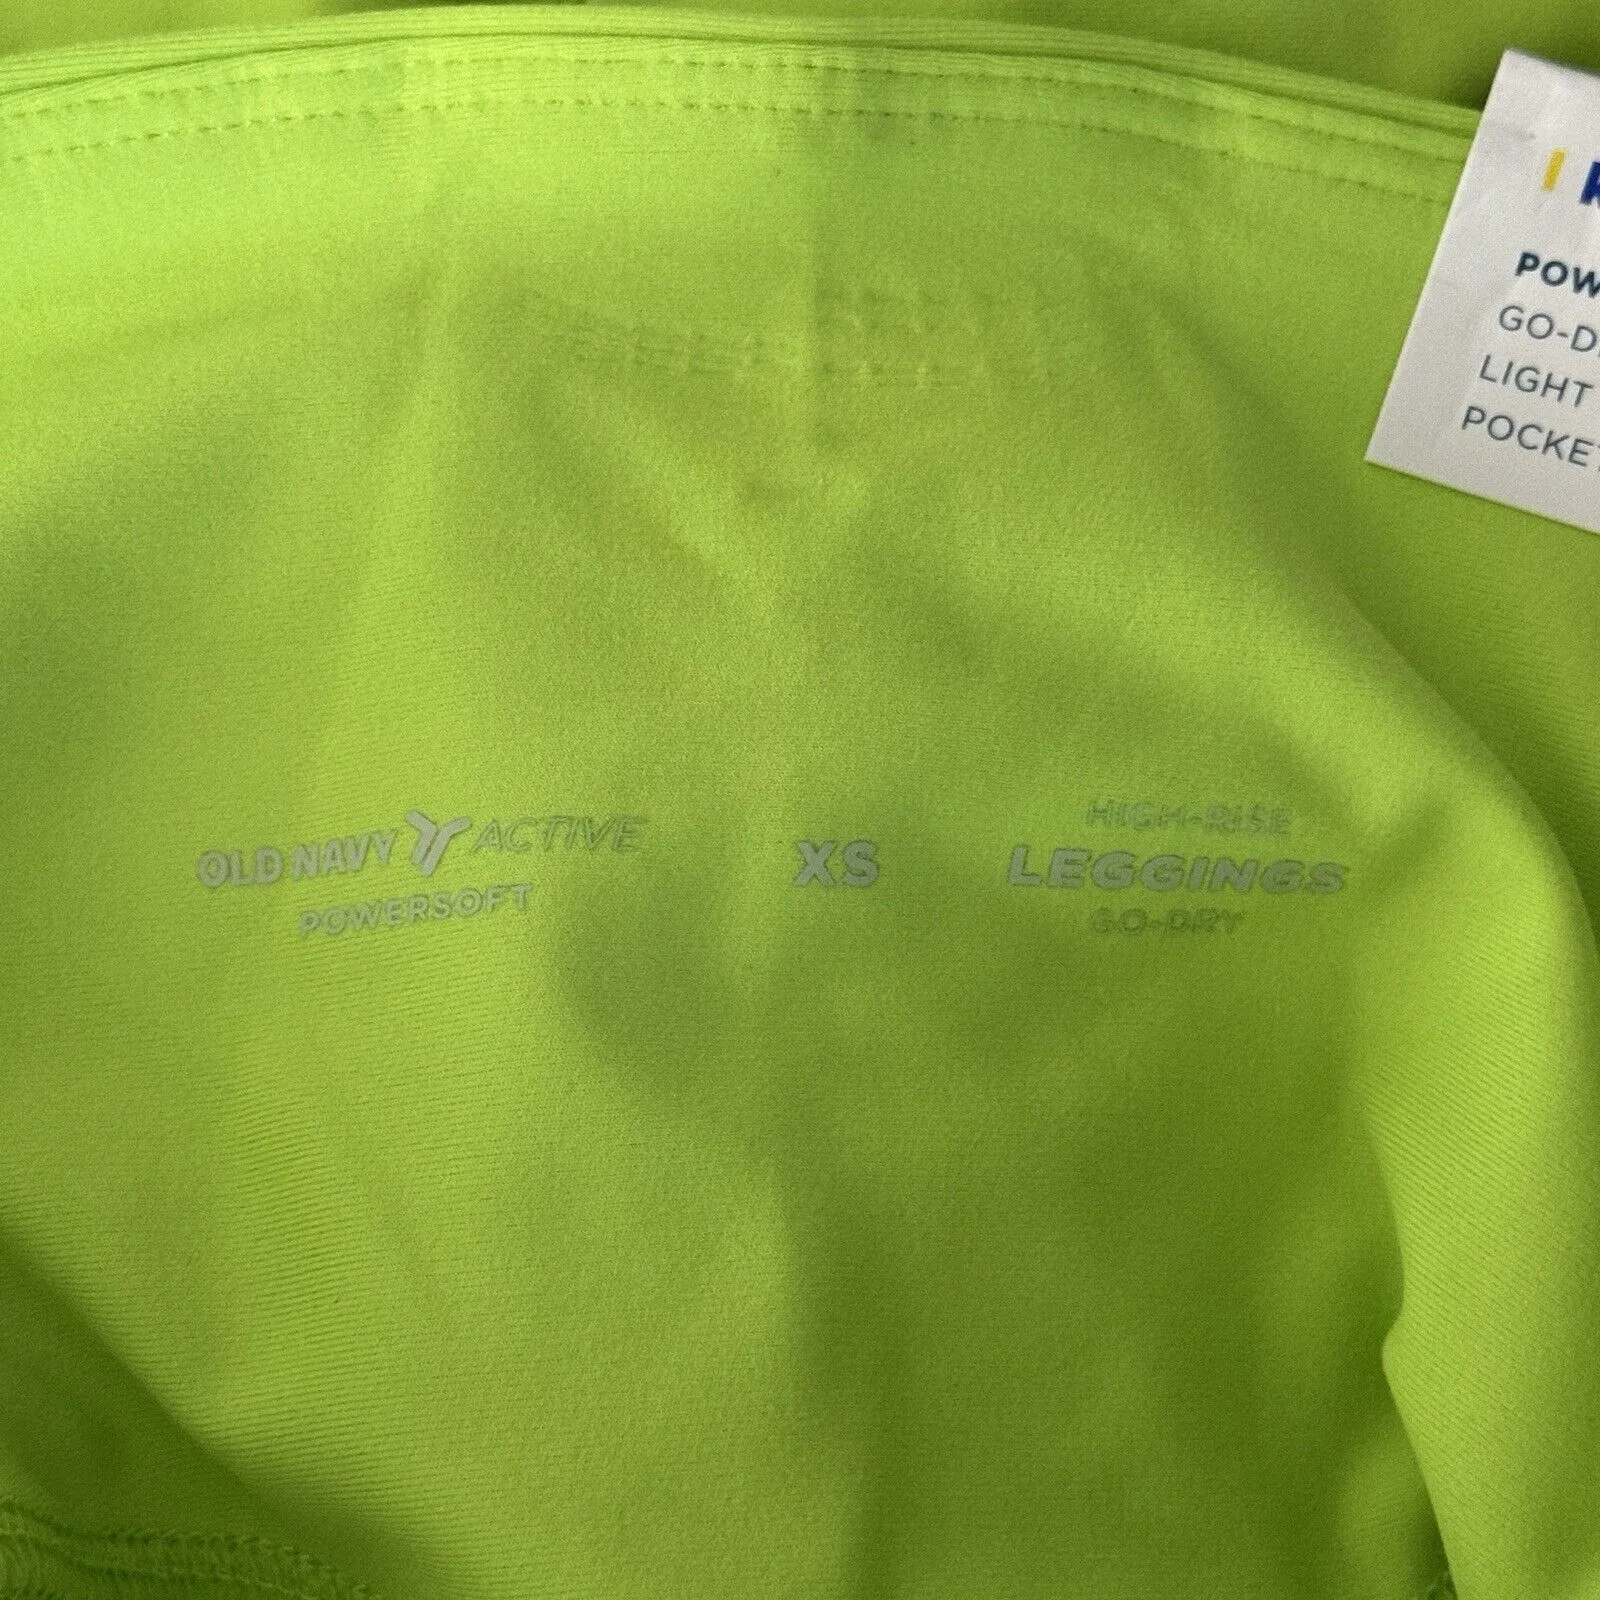 POW
GO-D
LIGHT
POCKET
OLD NAVY ACTIVE
POWERSOFT
XS
HIGH-RISE
LEGGINGS
GO-DRY